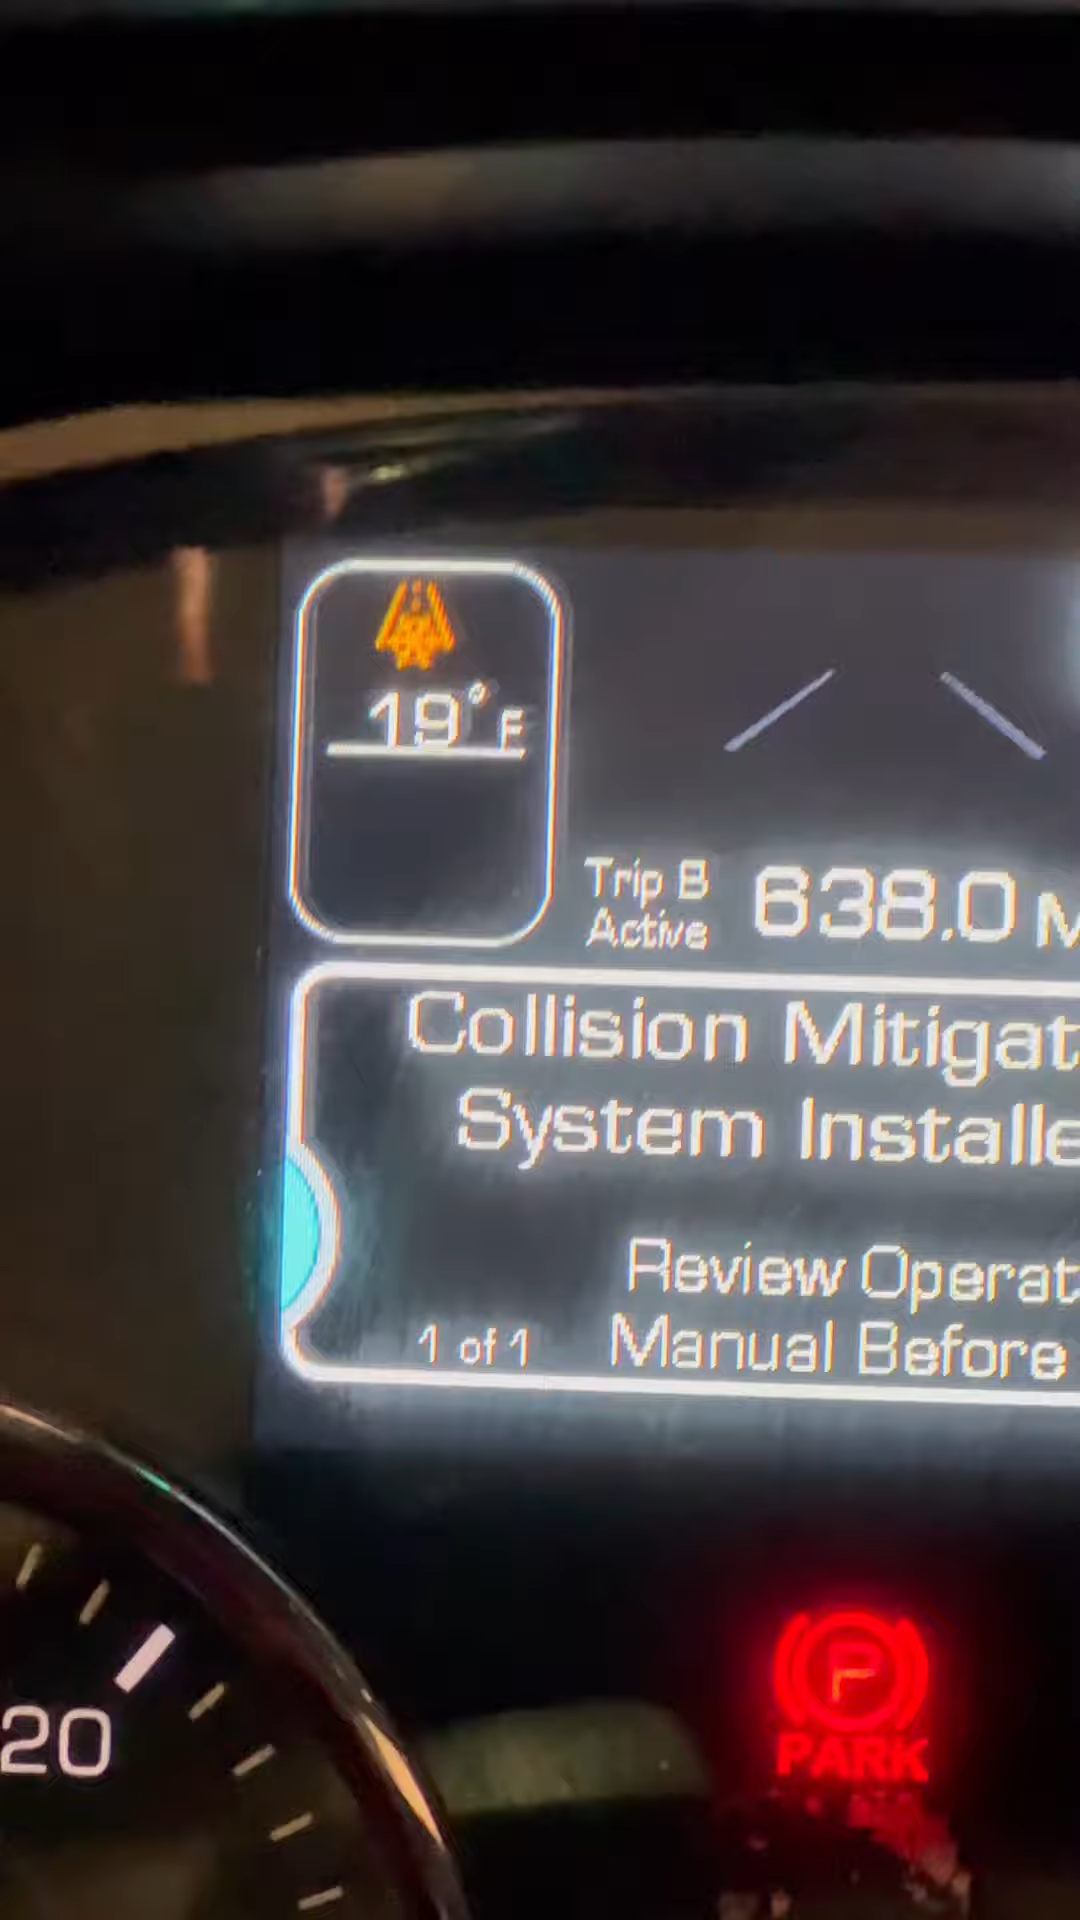 19°F
Trip B
Active
638.0 M
Collision Mitigat
System Installe
Review Operat
Manual Before
1 of 1
P
PARK
20